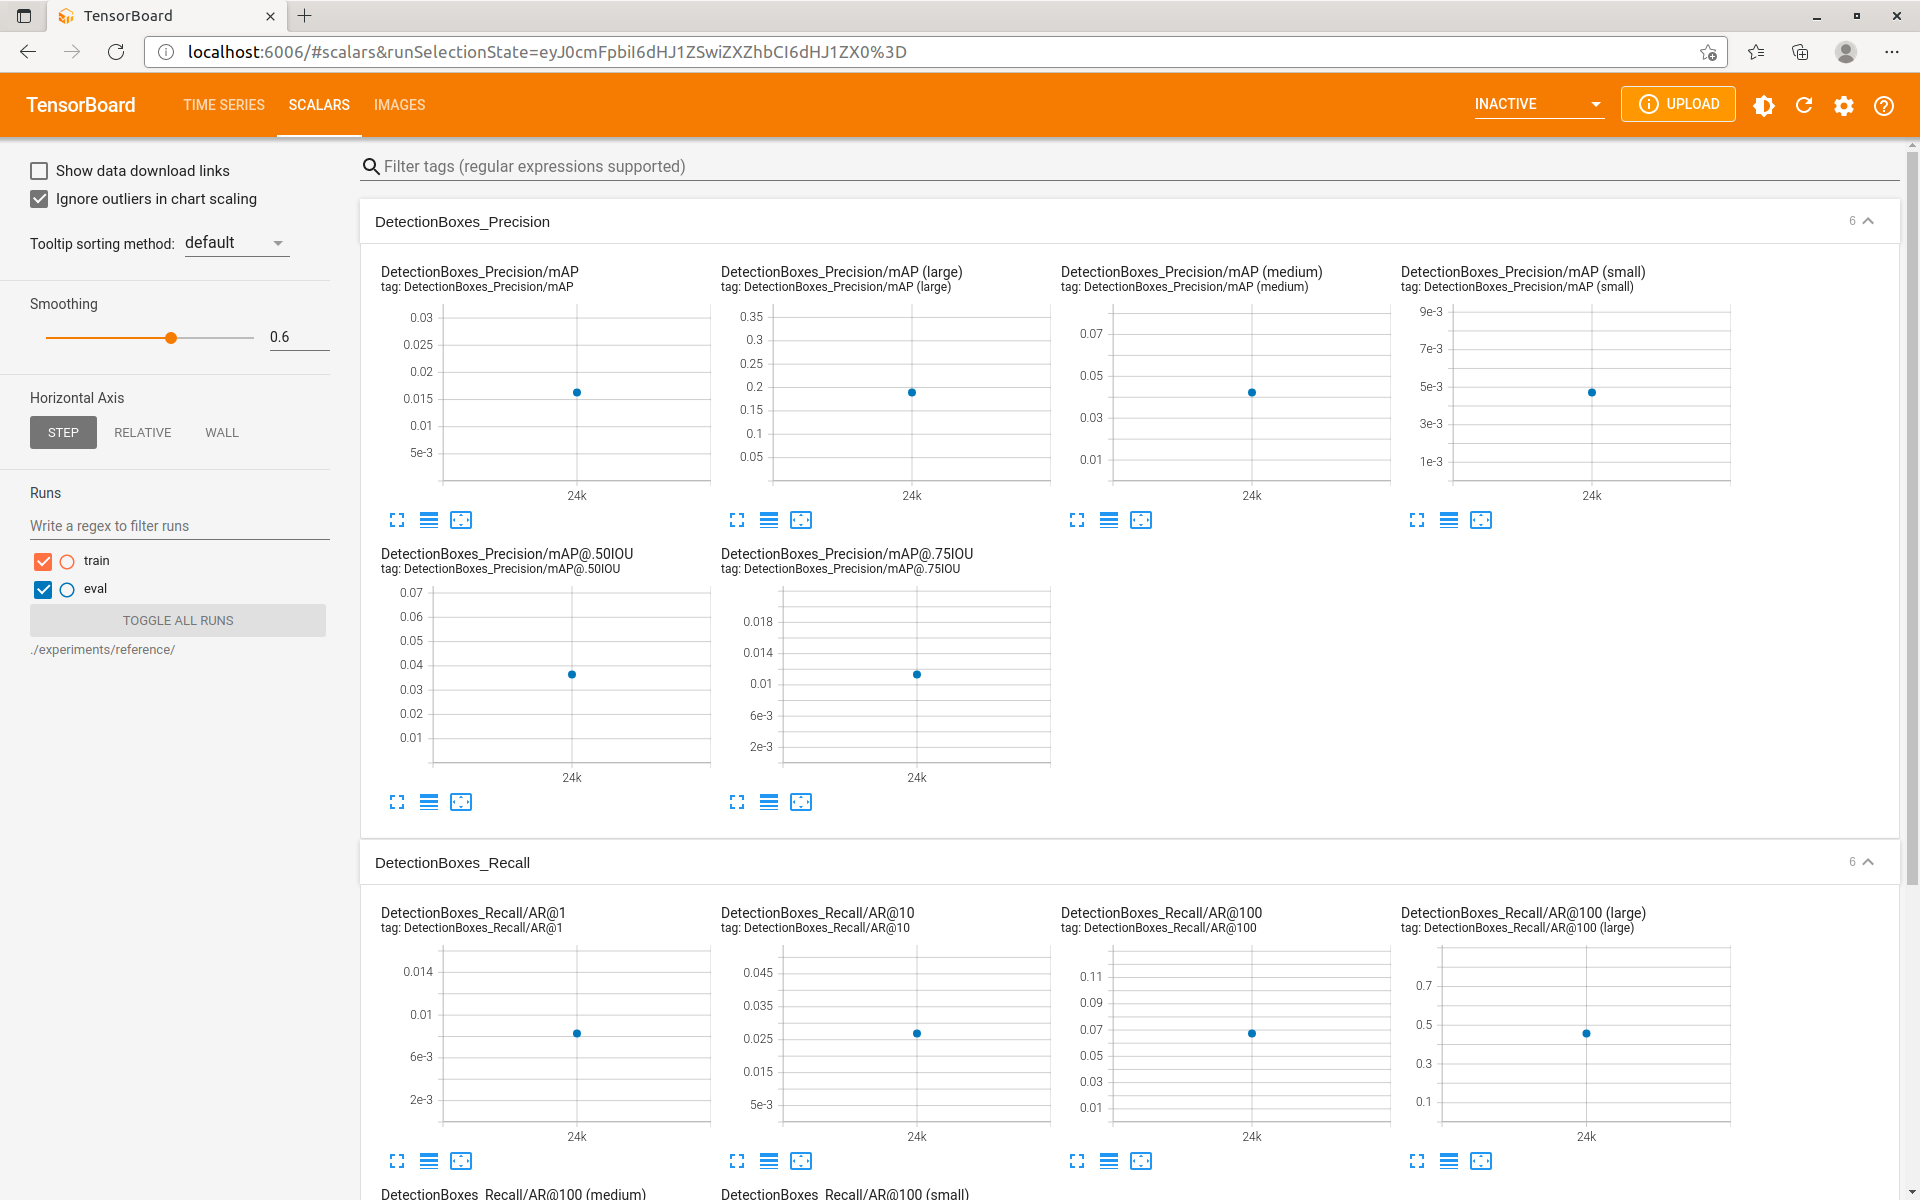 TensorBoard
localhost:6006/#scalars&runSelectionState=eyJ0cmFpbiI6dHJ1ZSwiZXZhbCI6dHJ1ZX0%3D
TensorBoard TIME SERIES SCALARS IMAGES INACTIVE UPLOAD
Show data download links
Ignore outliers in chart scaling
Tooltip sorting method: default
Smoothing
0.6
Horizontal Axis
STEP RELATIVE WALL
Runs
Write a regex to filter runs
train
eval
TOGGLE ALL RUNS
./experiments/reference/
Filter tags (regular expressions supported)
DetectionBoxes_Precision 6
DetectionBoxes_Precision/mAP
tag: DetectionBoxes_Precision/mAP
0.03
0.025
0.02
0.015
0.01
5e-3
24k
DetectionBoxes_Precision/mAP (large)
tag: DetectionBoxes_Precision/mAP (large)
0.35
0.3
0.25
0.2
0.15
0.1
0.05
24k
DetectionBoxes_Precision/mAP (medium)
tag: DetectionBoxes_Precision/mAP (medium)
0.07
0.05
0.03
0.01
24k
DetectionBoxes_Precision/mAP (small)
tag: DetectionBoxes_Precision/mAP (small)
9e-3
7e-3
5e-3
3e-3
1e-3
24k
DetectionBoxes_Precision/mAP@.50IOU
tag: DetectionBoxes_Precision/mAP@.50IOU
0.07
0.06
0.05
0.04
0.03
0.02
0.01
24k
DetectionBoxes_Precision/mAP@.75IOU
tag: DetectionBoxes_Precision/mAP@.75IOU
0.018
0.014
0.01
6e-3
2e-3
24k
DetectionBoxes_Recall 6
DetectionBoxes_Recall/AR@1
tag: DetectionBoxes_Recall/AR@1
0.014
0.01
6e-3
2e-3
24k
DetectionBoxes_Recall/AR@10
tag: DetectionBoxes_Recall/AR@10
0.045
0.035
0.025
0.015
5e-3
24k
DetectionBoxes_Recall/AR@100
tag: DetectionBoxes_Recall/AR@100
0.11
0.09
0.07
0.05
0.03
0.01
24k
DetectionBoxes_Recall/AR@100 (large)
tag: DetectionBoxes_Recall/AR@100 (large)
0.7
0.5
0.3
0.1
24k
DetectionBoxes_Recall/AR@100 (medium)
DetectionBoxes_Recall/AR@100 (small)